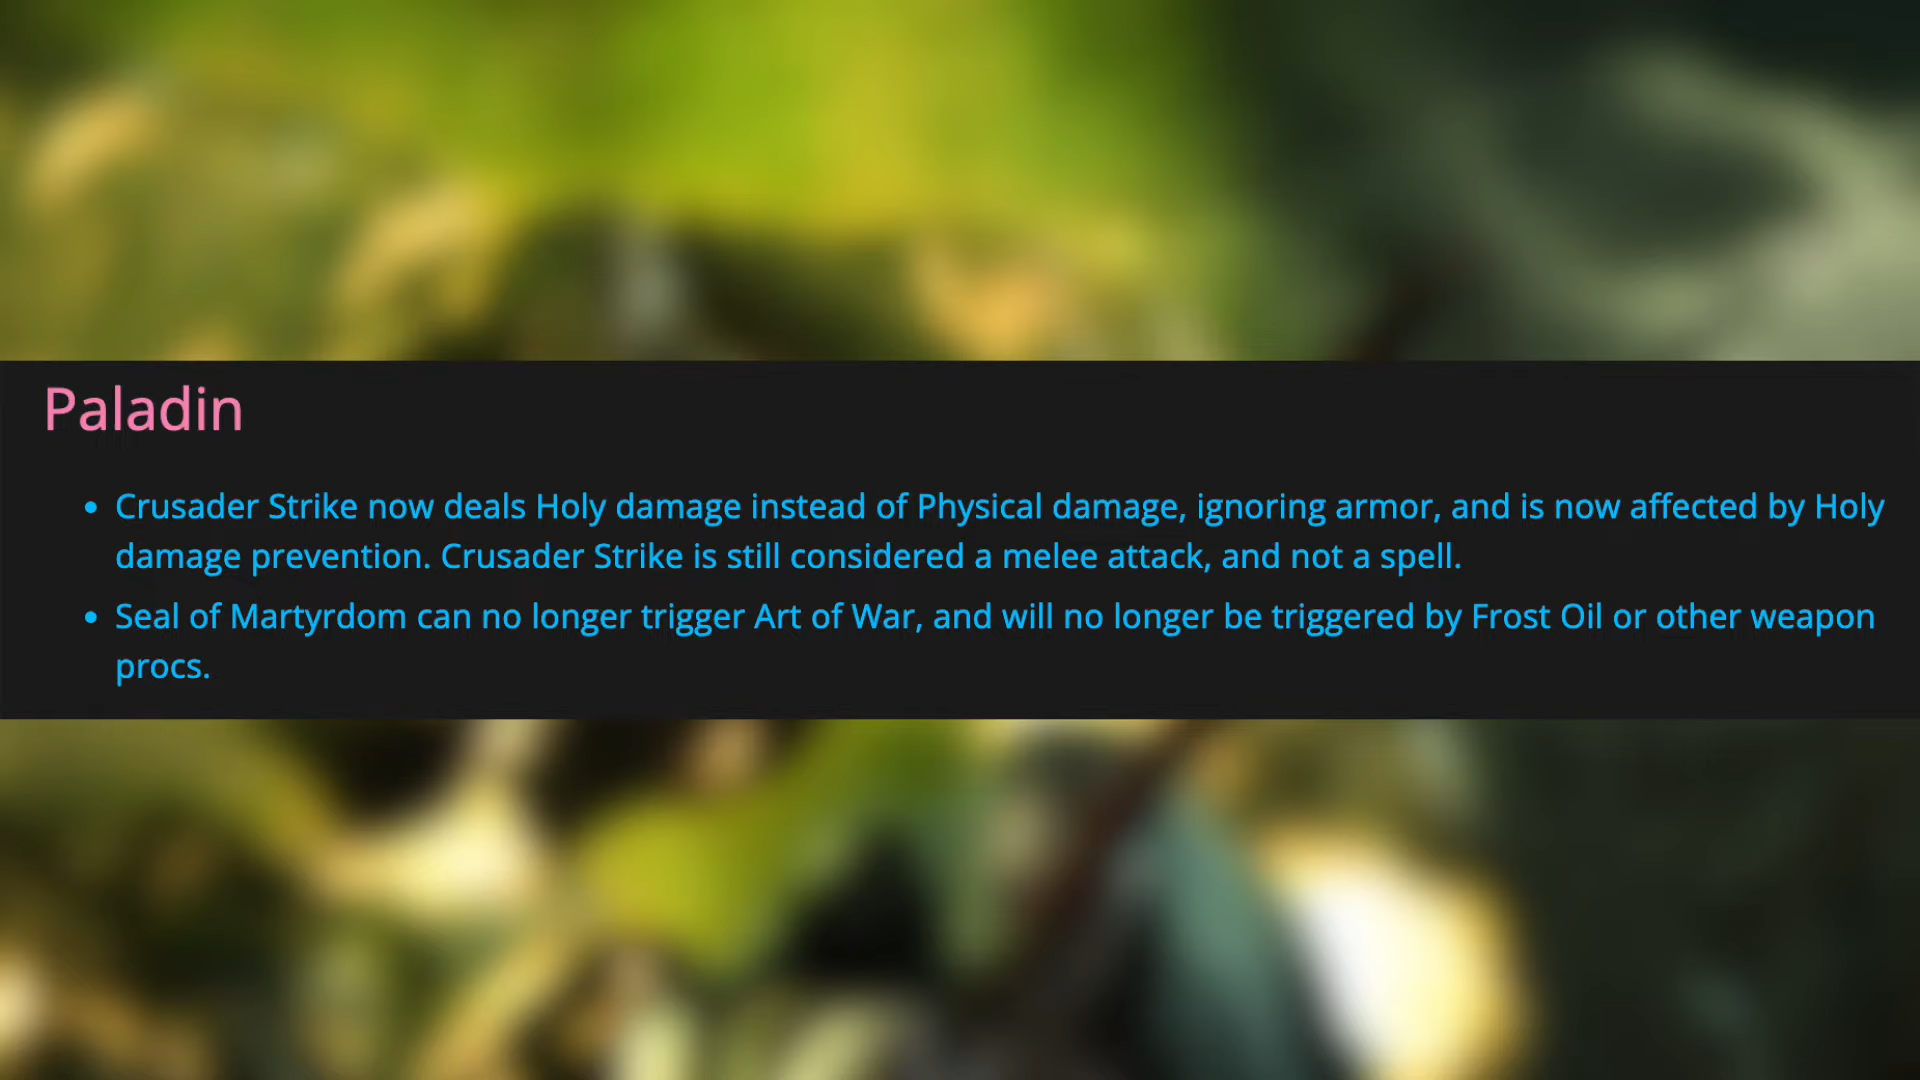 Paladin
• Crusader Strike now deals Holy damage instead of Physical damage, ignoring armor, and is now affected by Holy
damage prevention. Crusader Strike is still considered a melee attack, and not a spell.
• Seal of Martyrdom can no longer trigger Art of War, and will no longer be triggered by Frost Oil or other weapon
procs.